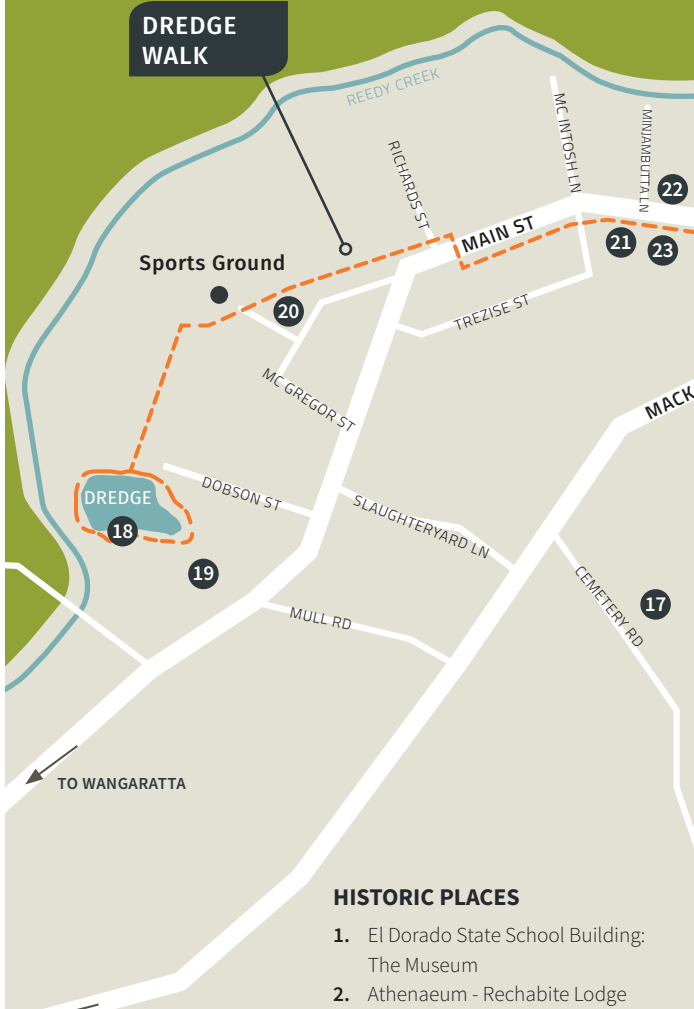 DREDGE
WALK
REEDY CREEK
MC INTOSH LN
MINJAMBUTTA LN
22
RICHARDS ST
MAIN ST
21
23
Sports Ground
20
TREZISE ST
MC GREGOR ST
MACK
DREDGE
18
DOBSON ST
SLAUGHTERYARD LN
19
CEMETERY RD
17
MULL RD
TO WANGARATTA
HISTORIC PLACES
1. El Dorado State School Building:
The Museum
2. Athenaeum - Rechabite Lodge